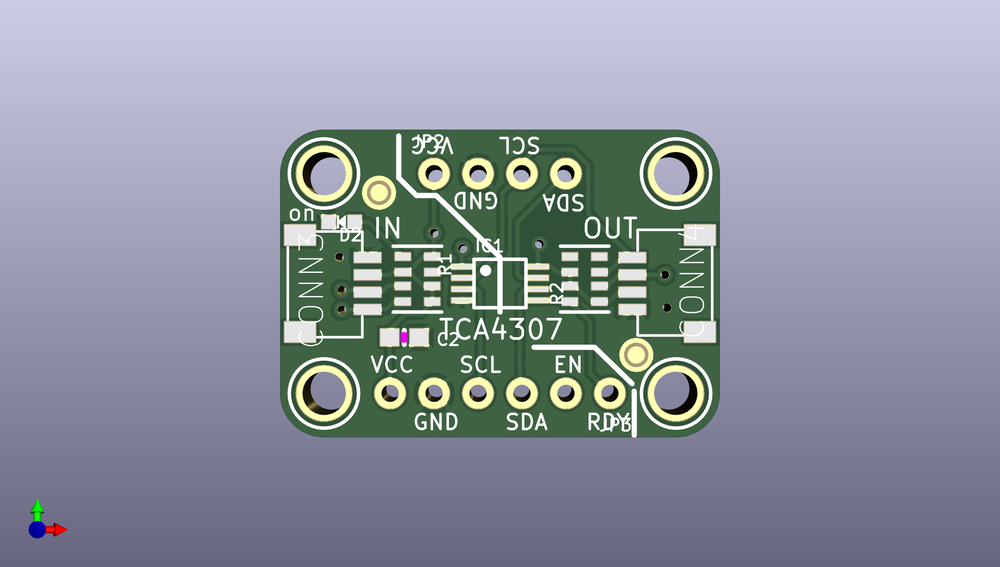 JP2
VCC
SCL
GND
SDA
on
IN
OUT
D2
CONN3
R1
IC1
R2
CONN4
TCA4307
C2
VCC
SCL
EN
GND
SDA
RDY
JP3